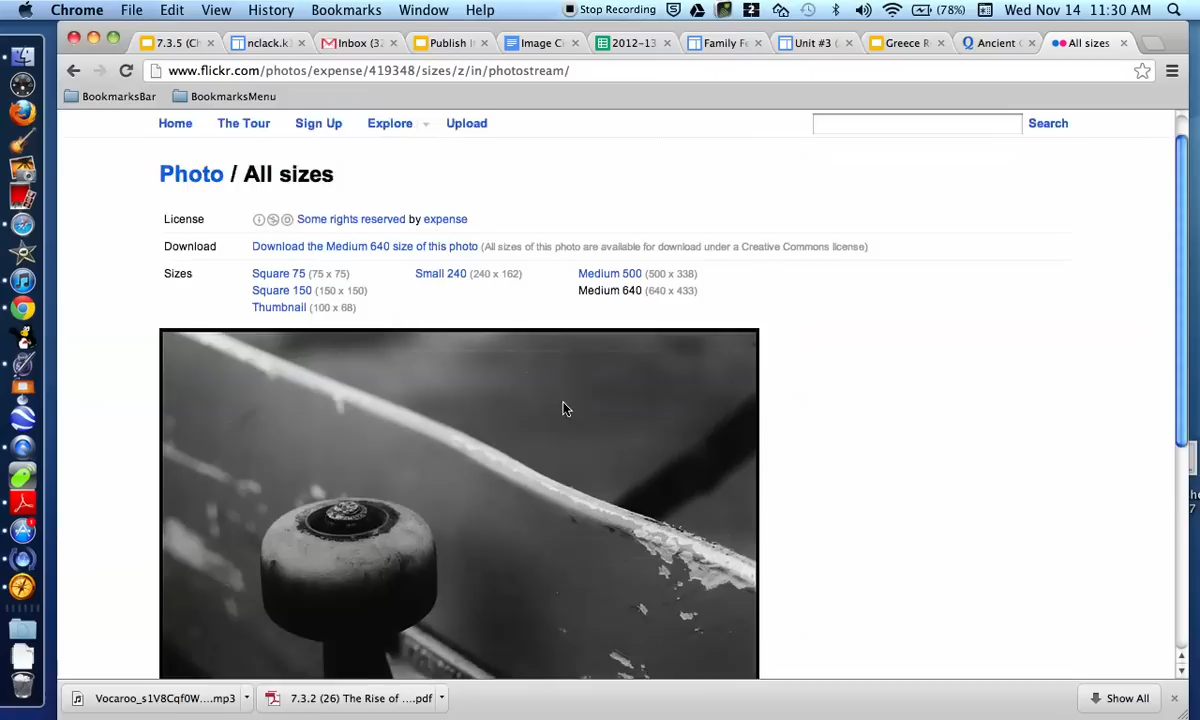 Chrome File Edit View History Bookmarks Window Help Stop Recording (78%) Wed Nov 14 11:30 AM
7.3.5 (Ch nclack.k Inbox (32 Publish I Image C 2012-13 Family Fe Unit #3 ( Greece R Ancient All sizes
www.flickr.com/photos/expense/419348/sizes/z/in/photostream/
BookmarksBar BookmarksMenu
Home The Tour Sign Up Explore Upload Search
Photo / All sizes
License Some rights reserved by expense
Download Download the Medium 640 size of this photo (All sizes of this photo are available for download under a Creative Commons license)
Sizes Square 75 (75 x 75) Small 240 (240 x 162) Medium 500 (500 x 338)
Square 150 (150 x 150) Medium 640 (640 x 433)
Thumbnail (100 x 68)
Vocaroo_s1V8Cqf0W....mp3 7.3.2 (26) The Rise of ....pdf Show All